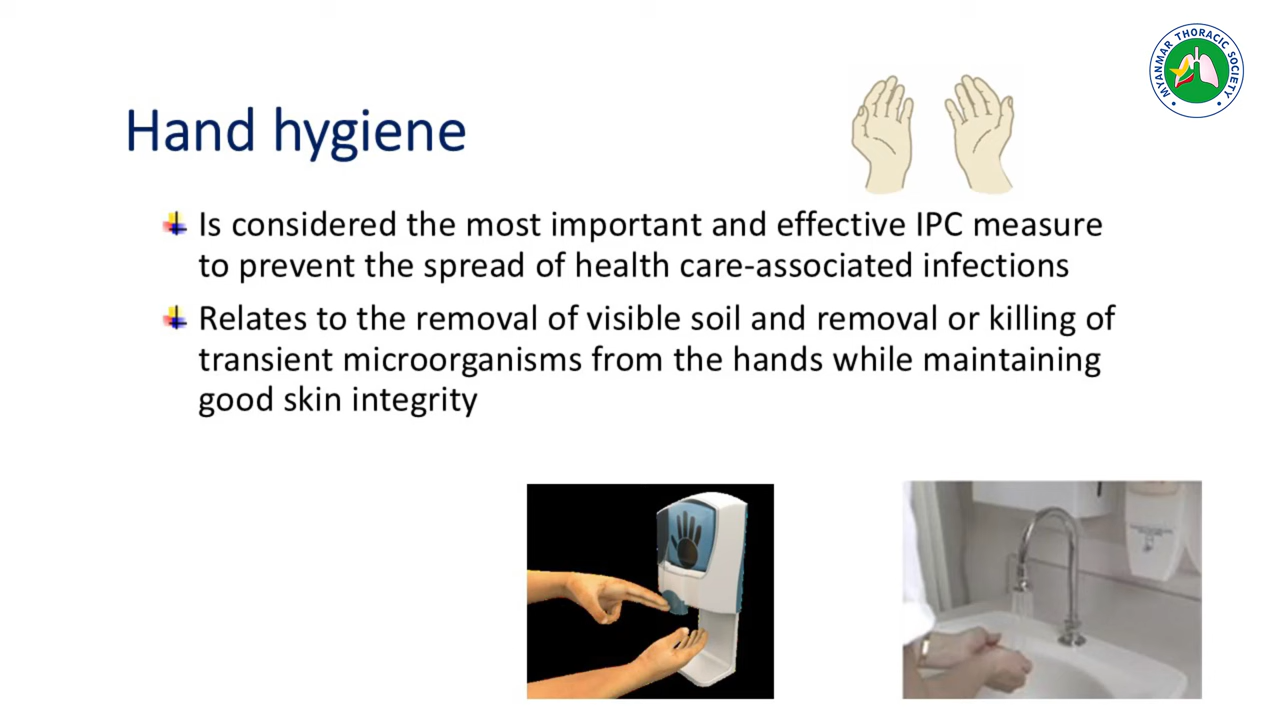 MYANMAR THORACIC SOCIETY
Hand hygiene
Is considered the most important and effective IPC measure
to prevent the spread of health care-associated infections
Relates to the removal of visible soil and removal or killing of
transient microorganisms from the hands while maintaining
good skin integrity